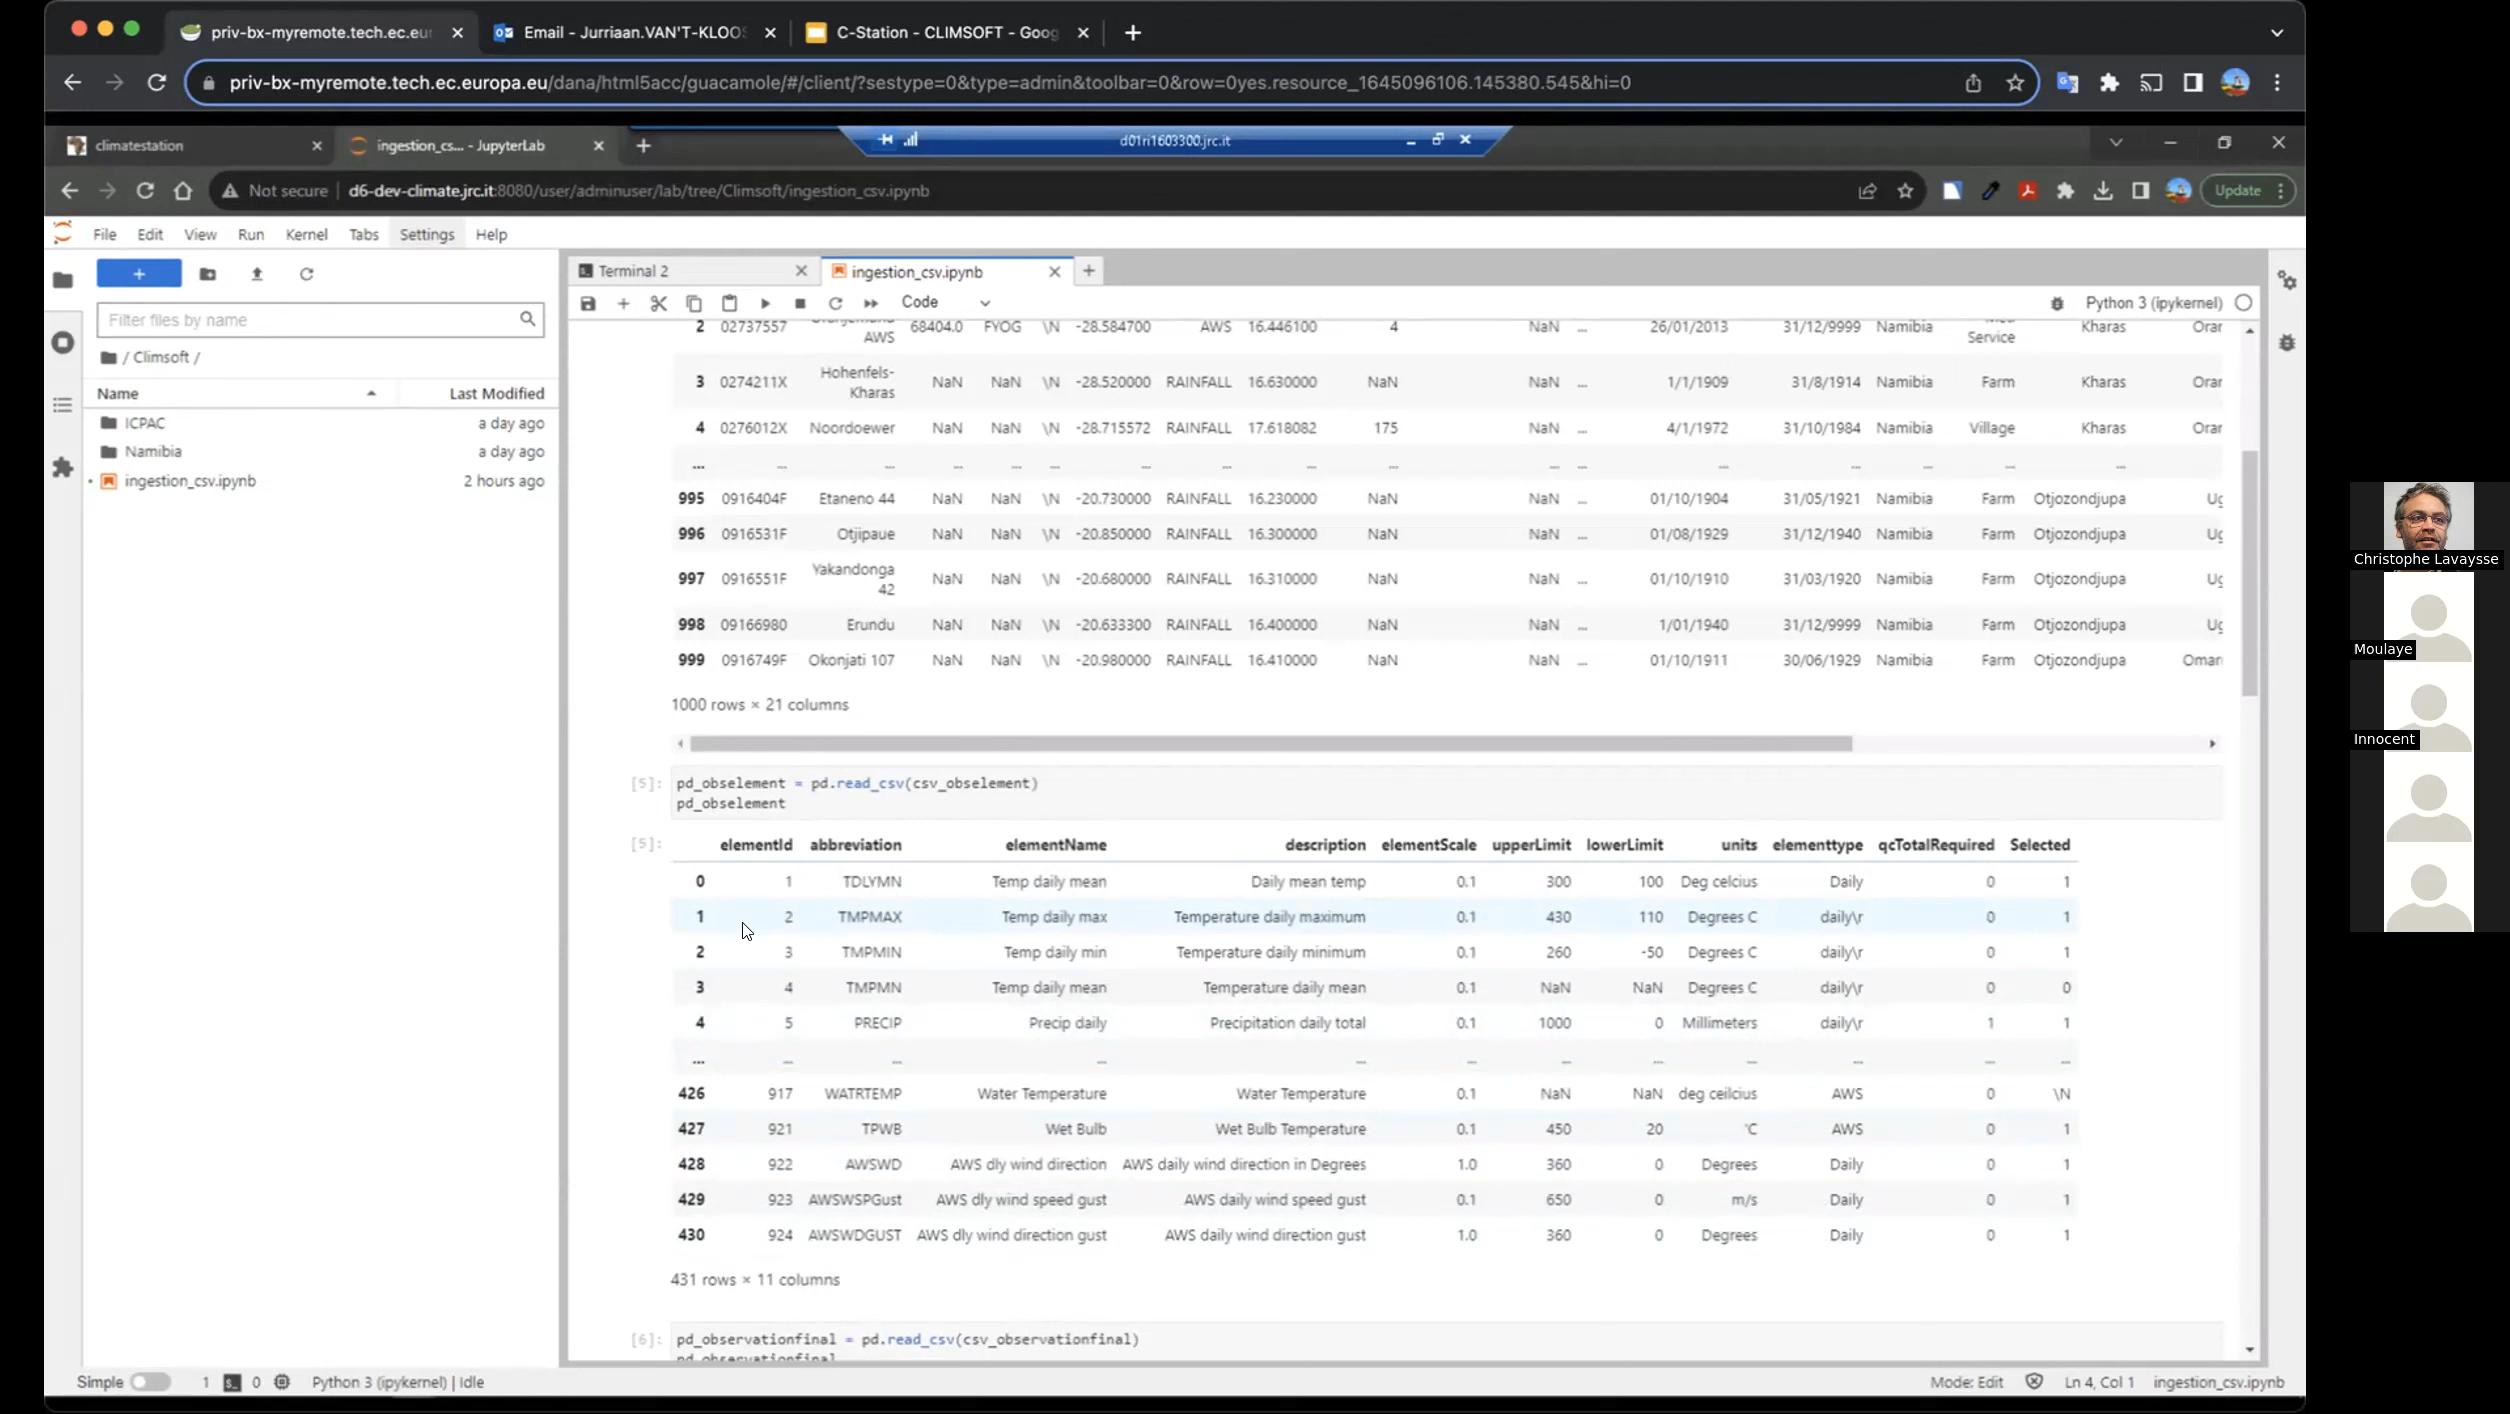 priv-bx-myremote.tech.ec.eur
Email - Jurriaan.VAN'T-KLOOS
C-Station - CLIMSOFT - Goog
priv-bx-myremote.tech.ec.europa.eu/dana/html5acc/guacamole/#/client/?sestype=0&type=admin&toolbar=0&row=0yes.resource_1645096106.145380.545&hi=0
climatestation
ingestion_cs... - JupyterLab
d01ri1603300.jrc.it
Not secure d6-dev-climate.jrc.it:8080/user/adminuser/lab/tree/Climsoft/ingestion_csv.ipynb
Update
File Edit View Run Kernel Tabs Settings Help
Terminal 2
ingestion_csv.ipynb
Code
Python 3 (ipykernel)
Filter files by name
/ Climsoft /
Name Last Modified
ICPAC a day ago
Namibia a day ago
ingestion_csv.ipynb 2 hours ago
2 02737557 AWS 68404.0 FYOG \N -28.584700 AWS 16.446100 4 NaN ... 26/01/2013 31/12/9999 Namibia Service Kharas Orar
3 0274211X Hohenfels-Kharas NaN NaN \N -28.520000 RAINFALL 16.630000 NaN NaN ... 1/1/1909 31/8/1914 Namibia Farm Kharas Orar
4 0276012X Noordoewer NaN NaN \N -28.715572 RAINFALL 17.618082 175 NaN ... 4/1/1972 31/10/1984 Namibia Village Kharas Orar
... ... ... ... ... ... ... ... ... ... ... ... ... ... ... ...
995 0916404F Etaneno 44 NaN NaN \N -20.730000 RAINFALL 16.230000 NaN NaN ... 01/10/1904 31/05/1921 Namibia Farm Otjozondjupa Ug
996 0916531F Otjipaue NaN NaN \N -20.850000 RAINFALL 16.300000 NaN NaN ... 01/08/1929 31/12/1940 Namibia Farm Otjozondjupa Ug
997 0916551F Yakandonga 42 NaN NaN \N -20.680000 RAINFALL 16.310000 NaN NaN ... 01/10/1910 31/03/1920 Namibia Farm Otjozondjupa Ug
998 09166980 Erundu NaN NaN \N -20.633300 RAINFALL 16.400000 NaN NaN ... 1/01/1940 31/12/9999 Namibia Farm Otjozondjupa Ug
999 0916749F Okonjati 107 NaN NaN \N -20.980000 RAINFALL 16.410000 NaN NaN ... 01/10/1911 30/06/1929 Namibia Farm Otjozondjupa Omar
1000 rows × 21 columns
[5]: pd_obselement = pd.read_csv(csv_obselement)
pd_obselement
[5]: elementId abbreviation elementName description elementScale upperLimit lowerLimit units elementtype qcTotalRequired Selected
0 1 TDLYMN Temp daily mean Daily mean temp 0.1 300 100 Deg celcius Daily 0 1
1 2 TMPMAX Temp daily max Temperature daily maximum 0.1 430 110 Degrees C daily\r 0 1
2 3 TMPMIN Temp daily min Temperature daily minimum 0.1 260 -50 Degrees C daily\r 0 1
3 4 TMPMN Temp daily mean Temperature daily mean 0.1 NaN NaN Degrees C daily\r 0 0
4 5 PRECIP Precip daily Precipitation daily total 0.1 1000 0 Millimeters daily\r 1 1
... ... ... ... ... ... ... ... ... ... ... ...
426 917 WATRTEMP Water Temperature Water Temperature 0.1 NaN NaN deg ceilcius AWS 0 \N
427 921 TPWB Wet Bulb Wet Bulb Temperature 0.1 450 20 'C AWS 0 1
428 922 AWSWD AWS dly wind direction AWS daily wind direction in Degrees 1.0 360 0 Degrees Daily 0 1
429 923 AWSWSPGust AWS dly wind speed gust AWS daily wind speed gust 0.1 650 0 m/s Daily 0 1
430 924 AWSWDGUST AWS dly wind direction gust AWS daily wind direction gust 1.0 360 0 Degrees Daily 0 1
431 rows × 11 columns
[6]: pd_observationfinal = pd.read_csv(csv_observationfinal)
pd_observationfinal
Simple 1 0 Python 3 (ipykernel) | Idle
Mode: Edit Ln 4, Col 1 ingestion_csv.ipynb
Christophe Lavaysse
Moulaye
Innocent